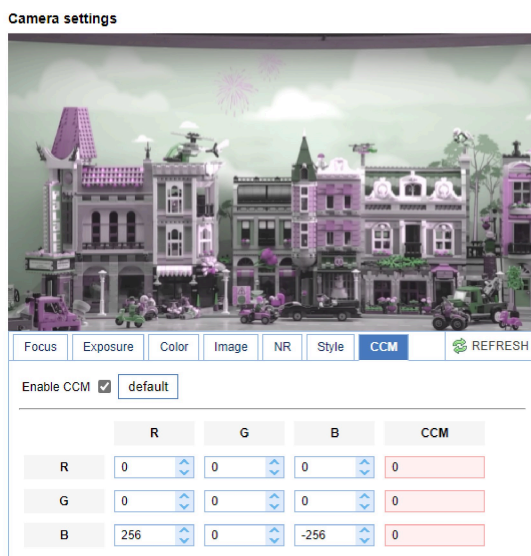 Camera settings
Focus Exposure Color Image NR Style CCM REFRESH
Enable CCM default
R G B CCM
R 0 0 0 0
G 0 0 0 0
B 256 0 -256 0